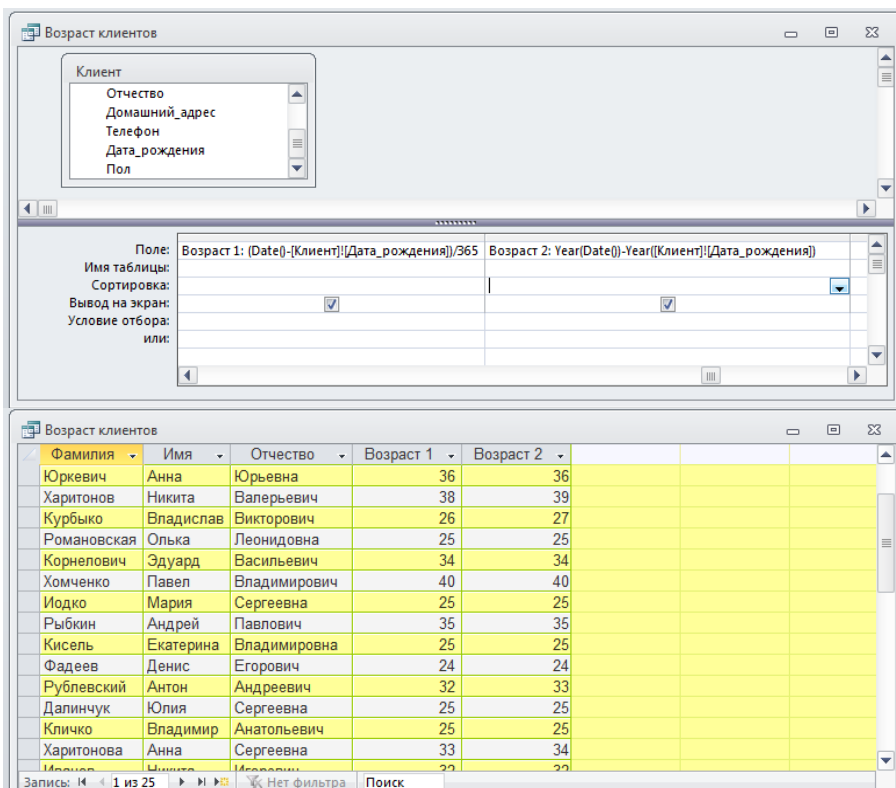 Возраст клиентов
Клиент
Отчество
Домашний_адрес
Телефон
Дата_рождения
Пол
Поле: Возраст 1: (Date()-[Клиент]![Дата_рождения])/365 Возраст 2: Year(Date())-Year([Клиент]![Дата_рождения])
Имя таблицы:
Сортировка:
Вывод на экран:
Условие отбора:
или:
Возраст клиентов
Фамилия Имя Отчество Возраст 1 Возраст 2
Юркевич Анна Юрьевна 36 36
Харитонов Никита Валерьевич 38 39
Курбыко Владислав Викторович 26 27
Романовская Олька Леонидовна 25 25
Корнелович Эдуард Васильевич 34 34
Хомченко Павел Владимирович 40 40
Иодко Мария Сергеевна 25 25
Рыбкин Андрей Павлович 35 35
Кисель Екатерина Владимировна 25 25
Фадеев Денис Егорович 24 24
Рублевский Антон Андреевич 32 33
Далинчук Юлия Сергеевна 25 25
Кличко Владимир Анатольевич 25 25
Харитонова Анна Сергеевна 33 34
Запись: 1 из 25 Нет фильтра Поиск